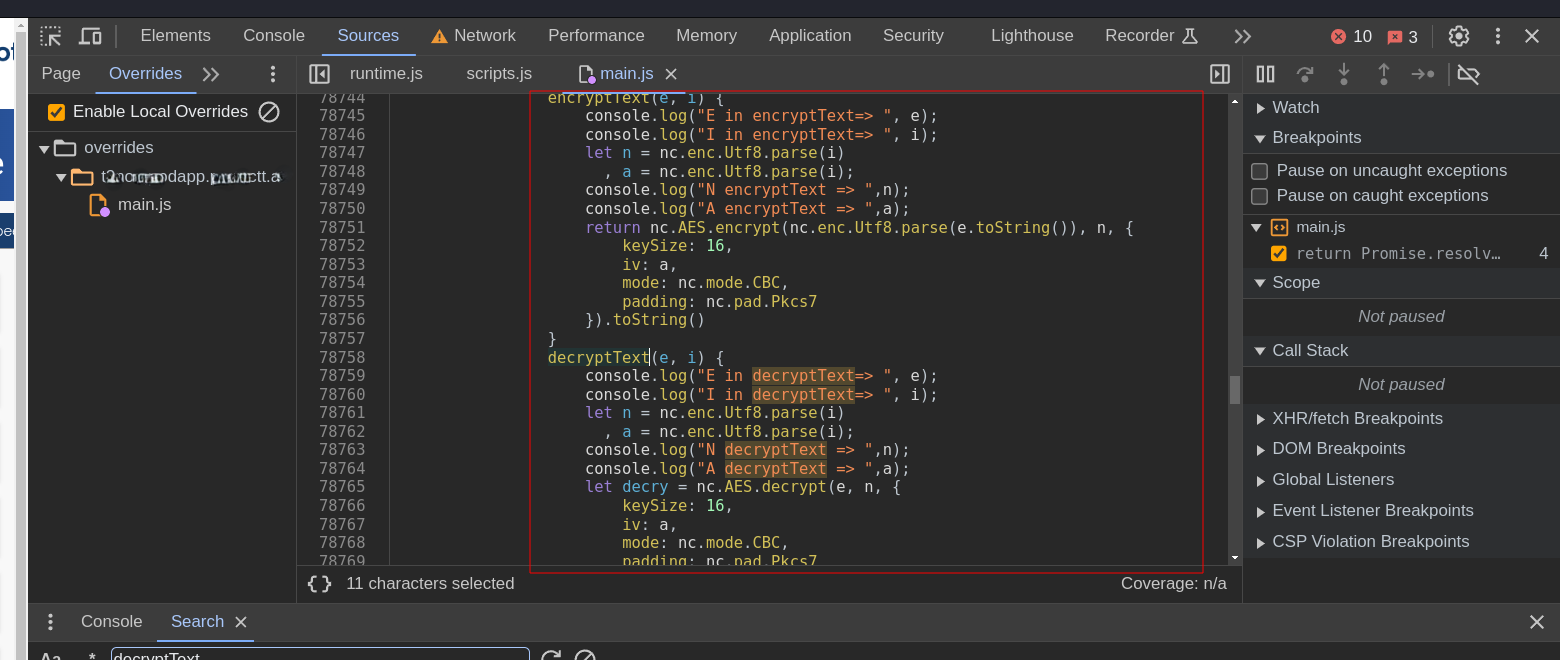 Elements Console Sources Network Performance Memory Application Security Lighthouse Recorder 10 3
Page Overrides runtime.js scripts.js main.js
Enable Local Overrides
overrides
main.js
78744 encryptText(e, i) {
78745 console.log("E in encryptText=> ", e);
78746 console.log("I in encryptText=> ", i);
78747 let n = nc.enc.Utf8.parse(i)
78748 , a = nc.enc.Utf8.parse(i);
78749 console.log("N encryptText => ",n);
78750 console.log("A encryptText => ",a);
78751 return nc.AES.encrypt(nc.enc.Utf8.parse(e.toString()), n, {
78752 keySize: 16,
78753 iv: a,
78754 mode: nc.mode.CBC,
78755 padding: nc.pad.Pkcs7
78756 }).toString()
78757 }
78758 decryptText(e, i) {
78759 console.log("E in decryptText=> ", e);
78760 console.log("I in decryptText=> ", i);
78761 let n = nc.enc.Utf8.parse(i)
78762 , a = nc.enc.Utf8.parse(i);
78763 console.log("N decryptText => ",n);
78764 console.log("A decryptText => ",a);
78765 let decry = nc.AES.decrypt(e, n, {
78766 keySize: 16,
78767 iv: a,
78768 mode: nc.mode.CBC,
78769 padding: nc.pad.Pkcs7
{} 11 characters selected Coverage: n/a
Watch
Breakpoints
Pause on uncaught exceptions
Pause on caught exceptions
main.js
return Promise.resolv… 4
Scope
Not paused
Call Stack
Not paused
XHR/fetch Breakpoints
DOM Breakpoints
Global Listeners
Event Listener Breakpoints
CSP Violation Breakpoints
Console Search
Aa .* decryptText